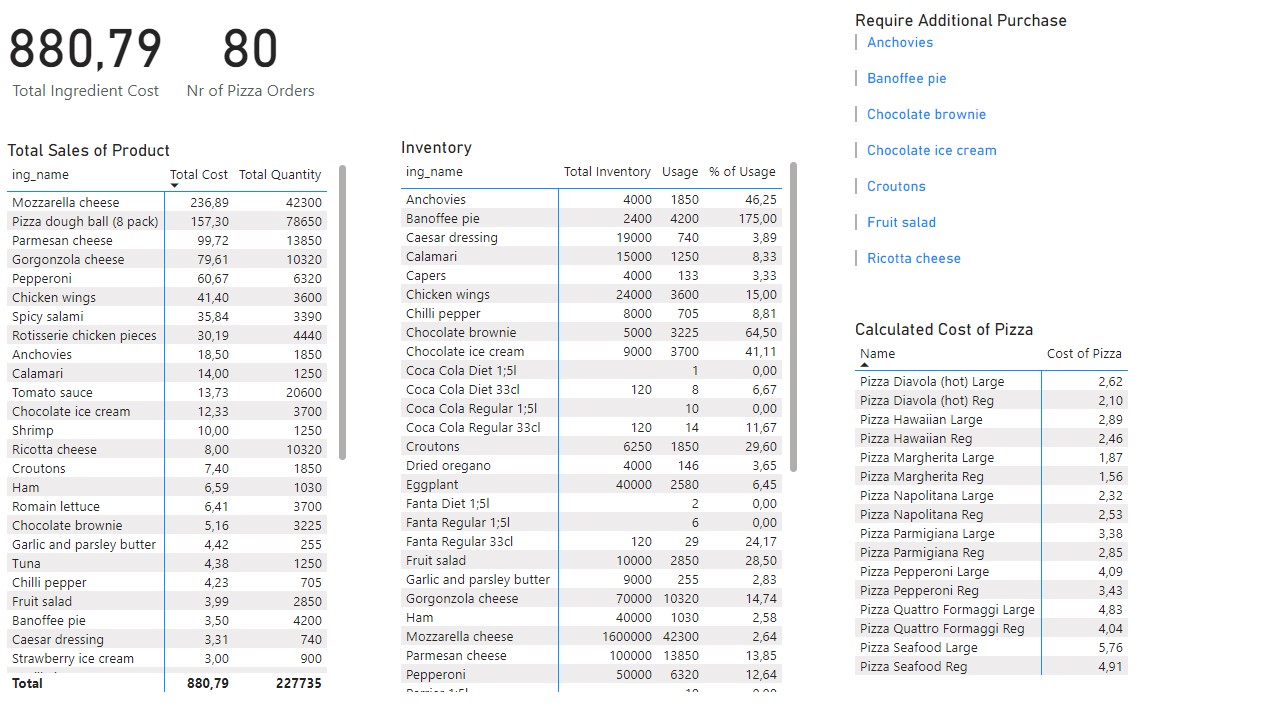 880,79
Total Ingredient Cost
80
Nr of Pizza Orders
Total Sales of Product
ing_name Total Cost Total Quantity
Mozzarella cheese 236,89 42300
Pizza dough ball (8 pack) 157,30 78650
Parmesan cheese 99,72 13850
Gorgonzola cheese 79,61 10320
Pepperoni 60,67 6320
Chicken wings 41,40 3600
Spicy salami 35,84 3390
Rotisserie chicken pieces 30,19 4440
Anchovies 18,50 1850
Calamari 14,00 1250
Tomato sauce 13,73 20600
Chocolate ice cream 12,33 3700
Shrimp 10,00 1250
Ricotta cheese 8,00 10320
Croutons 7,40 1850
Ham 6,59 1030
Romain lettuce 6,41 3700
Chocolate brownie 5,16 3225
Garlic and parsley butter 4,42 255
Tuna 4,38 1250
Chilli pepper 4,23 705
Fruit salad 3,99 2850
Banoffee pie 3,50 4200
Caesar dressing 3,31 740
Strawberry ice cream 3,00 900
Total 880,79 227735
Inventory
ing_name Total Inventory Usage % of Usage
Anchovies 4000 1850 46,25
Banoffee pie 2400 4200 175,00
Caesar dressing 19000 740 3,89
Calamari 15000 1250 8,33
Capers 4000 133 3,33
Chicken wings 24000 3600 15,00
Chilli pepper 8000 705 8,81
Chocolate brownie 5000 3225 64,50
Chocolate ice cream 9000 3700 41,11
Coca Cola Diet 1;5l 1 0,00
Coca Cola Diet 33cl 120 8 6,67
Coca Cola Regular 1;5l 10 0,00
Coca Cola Regular 33cl 120 14 11,67
Croutons 6250 1850 29,60
Dried oregano 4000 146 3,65
Eggplant 40000 2580 6,45
Fanta Diet 1;5l 2 0,00
Fanta Regular 1;5l 6 0,00
Fanta Regular 33cl 120 29 24,17
Fruit salad 10000 2850 28,50
Garlic and parsley butter 9000 255 2,83
Gorgonzola cheese 70000 10320 14,74
Ham 40000 1030 2,58
Mozzarella cheese 1600000 42300 2,64
Parmesan cheese 100000 13850 13,85
Pepperoni 50000 6320 12,64
Require Additional Purchase
Anchovies
Banoffee pie
Chocolate brownie
Chocolate ice cream
Croutons
Fruit salad
Ricotta cheese
Calculated Cost of Pizza
Name Cost of Pizza
Pizza Diavola (hot) Large 2,62
Pizza Diavola (hot) Reg 2,10
Pizza Hawaiian Large 2,89
Pizza Hawaiian Reg 2,46
Pizza Margherita Large 1,87
Pizza Margherita Reg 1,56
Pizza Napolitana Large 2,32
Pizza Napolitana Reg 2,53
Pizza Parmigiana Large 3,38
Pizza Parmigiana Reg 2,85
Pizza Pepperoni Large 4,09
Pizza Pepperoni Reg 3,43
Pizza Quattro Formaggi Large 4,83
Pizza Quattro Formaggi Reg 4,04
Pizza Seafood Large 5,76
Pizza Seafood Reg 4,91